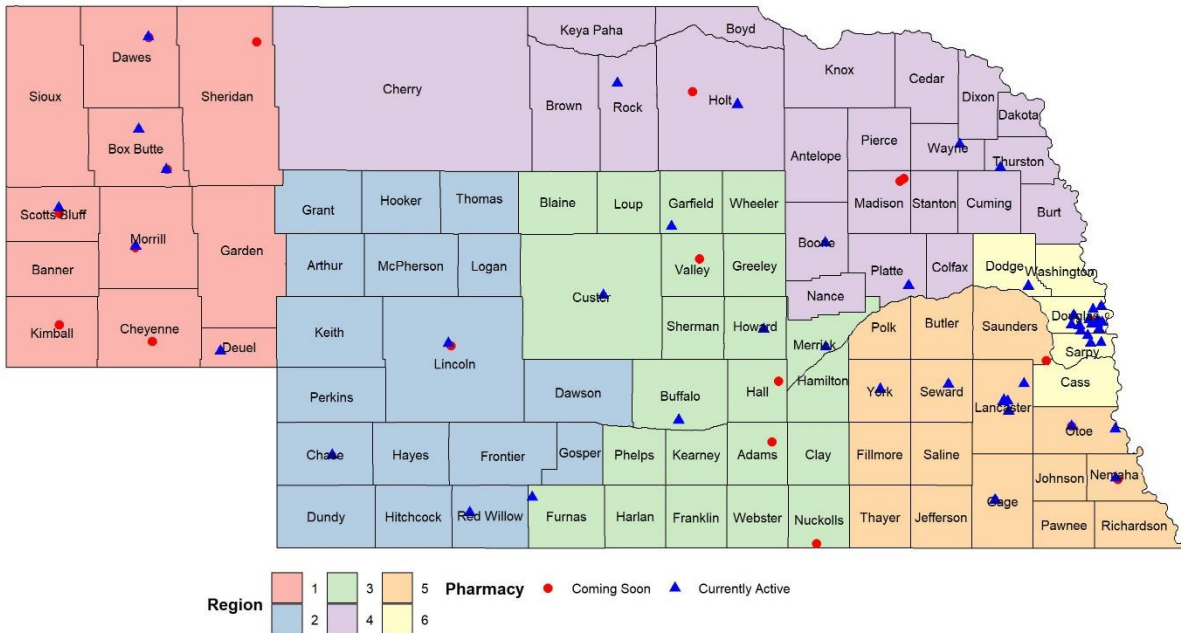 Keya Paha Boyd
Dawes
Knox Cedar
Sioux Sheridan Cherry Dixon
Brown Rock Holt Dakota
Pierce
Box Butte Wayne
Antelope Thurston
Grant Hooker Thomas Blaine Loup Garfield Wheeler Madison Stanton Cuming
Scotts Bluff Burt
Morrill Garden
Boone
Banner Arthur McPherson Logan Valley Greeley Platte Colfax Dodge Washington
Custer
Nance
Kimball Cheyenne Keith Sherman Howard Polk Butler Saunders Douglas
Deuel Merrick Sarpy
Lincoln
Perkins Dawson Buffalo Hall Hamilton York Seward Cass
Lancaster
Otoe
Chase Hayes Frontier Gosper Phelps Kearney Adams Clay Fillmore Saline
Johnson Nemaha
Gage
Dundy Hitchcock Red Willow Furnas Harlan Franklin Webster Nuckolls Thayer Jefferson
Pawnee Richardson
Region 1 3 5 Pharmacy Coming Soon Currently Active
2 4 6